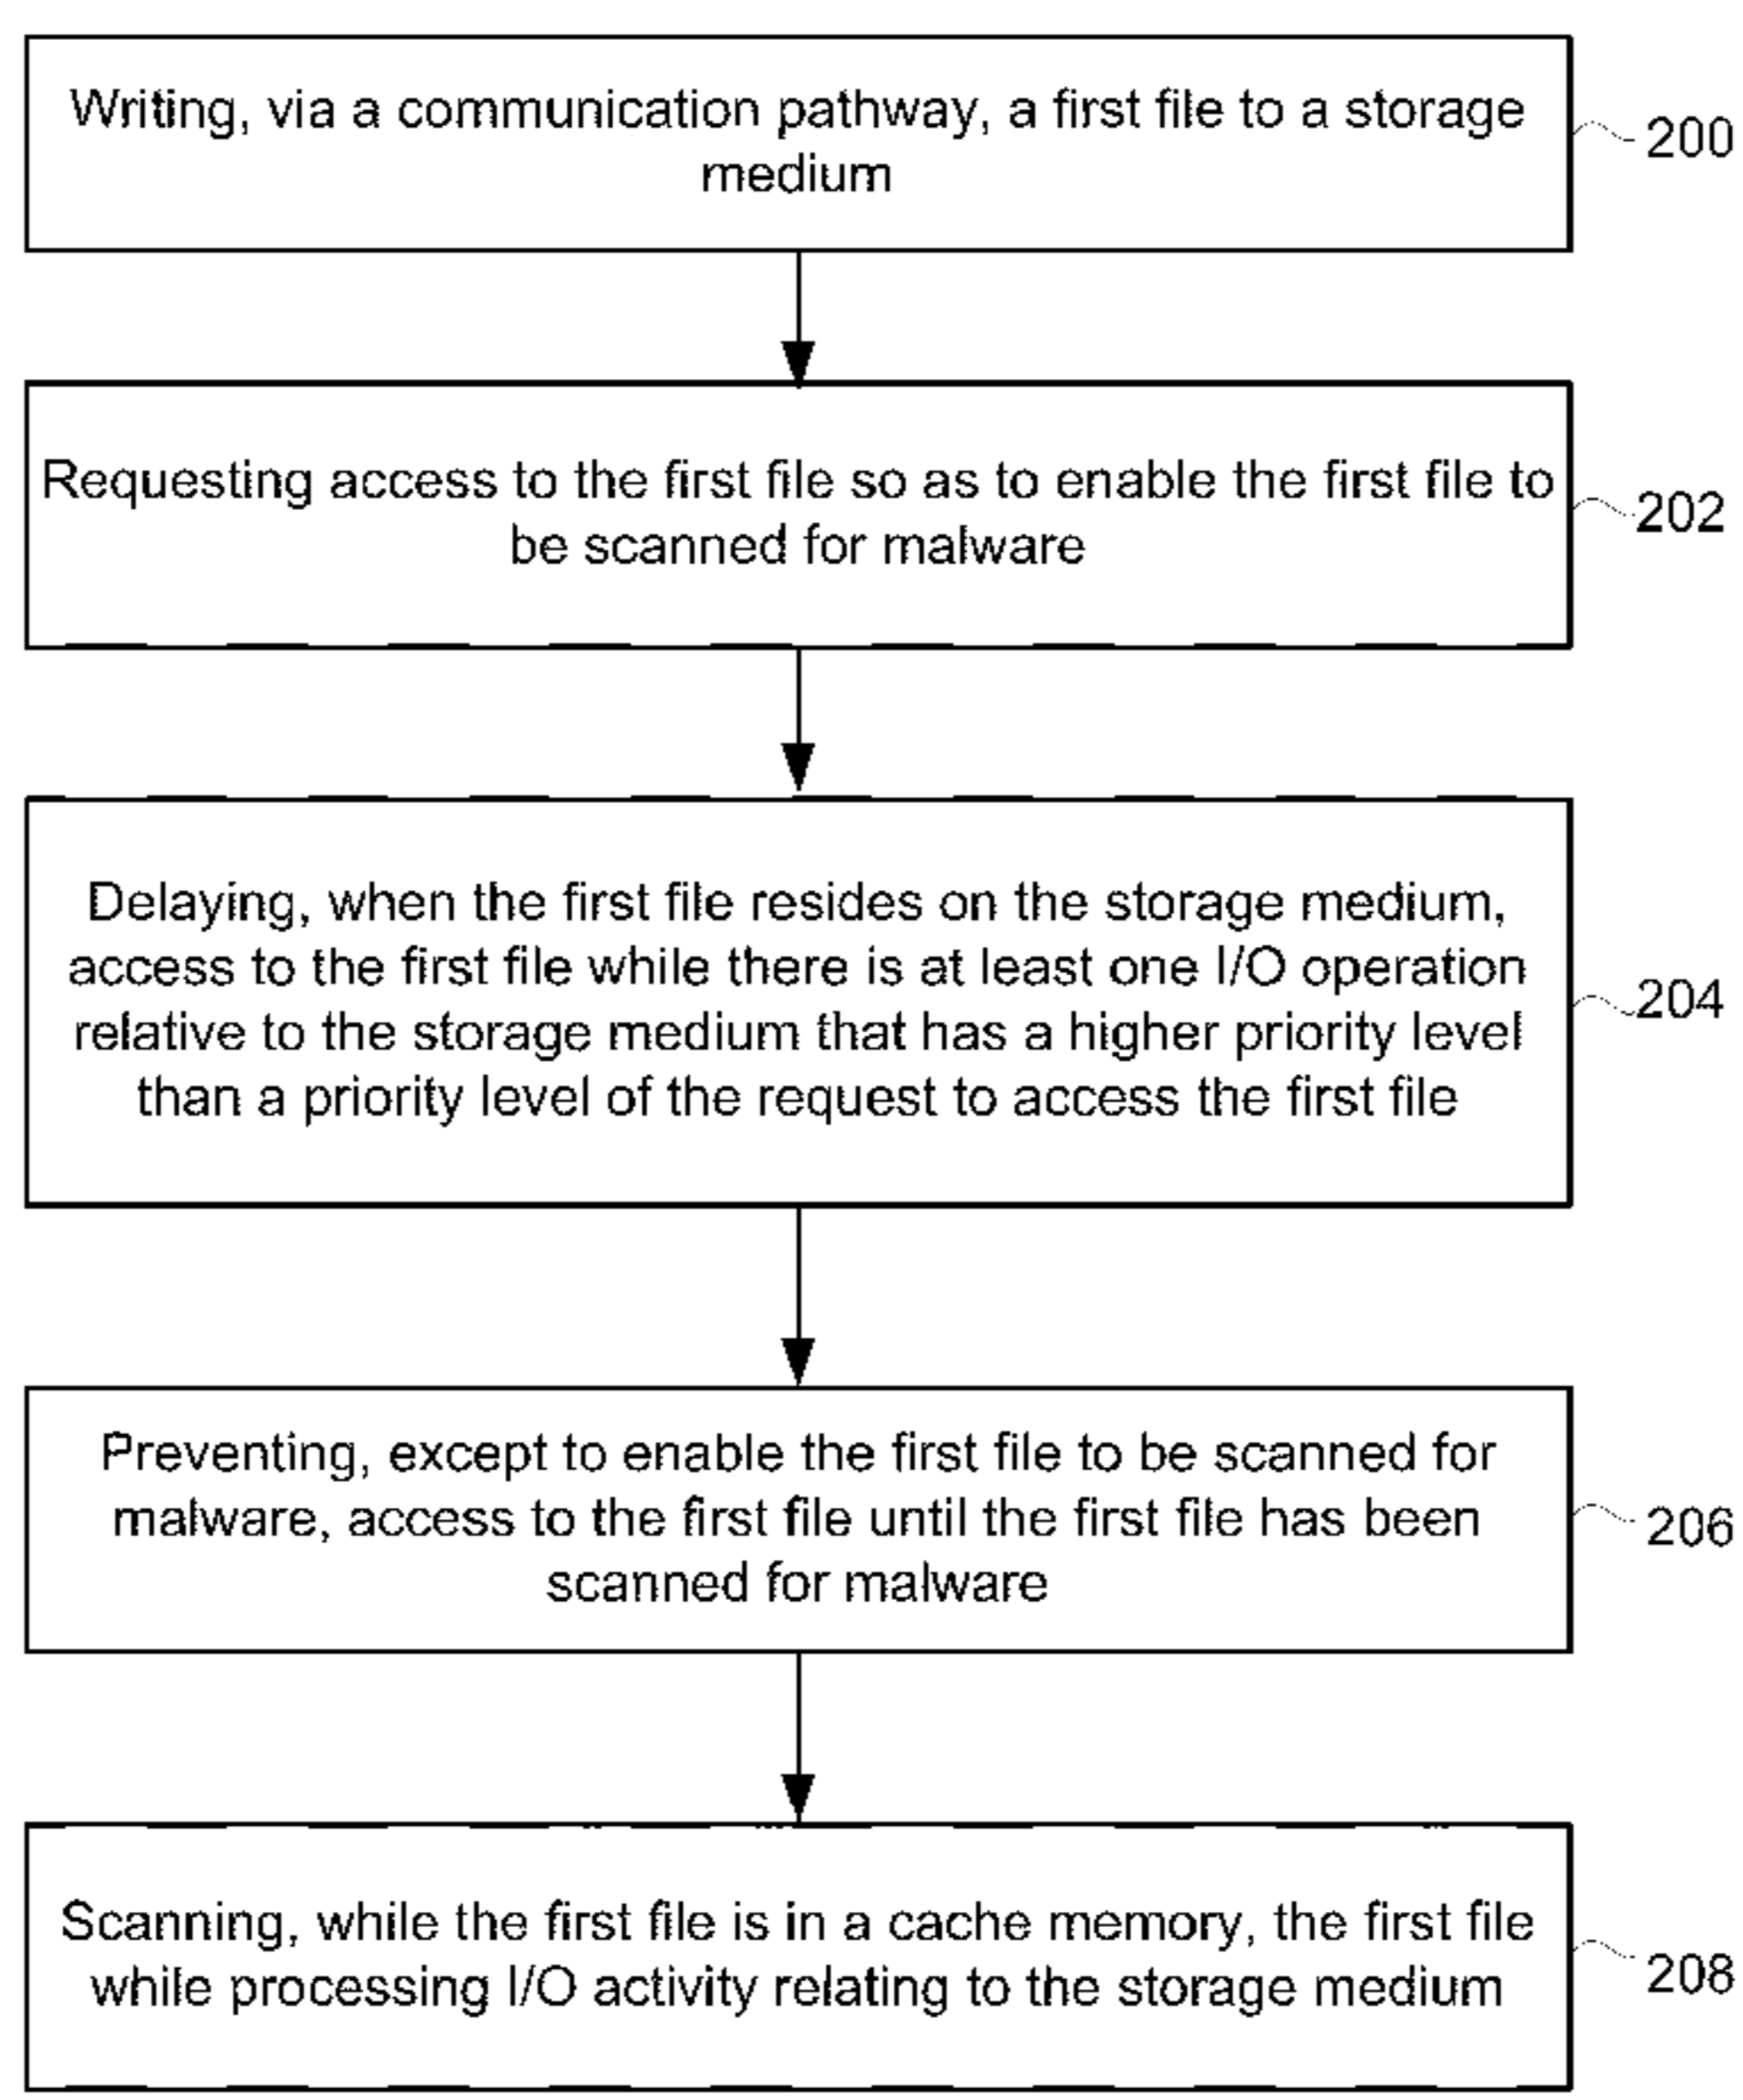 Writing, via a communication pathway, a first file to a storage
medium
200
Requesting access to the first file so as to enable the first file to
be scanned for malware
202
Delaying, when the first file resides on the storage medium,
access to the first file while there is at least one I/O operation
relative to the storage medium that has a higher priority level
than a priority level of the request to access the first file
204
Preventing, except to enable the first file to be scanned for
malware, access to the first file until the first file has been
scanned for malware
206
Scanning, while the first file is in a cache memory, the first file
while processing I/O activity relating to the storage medium
208